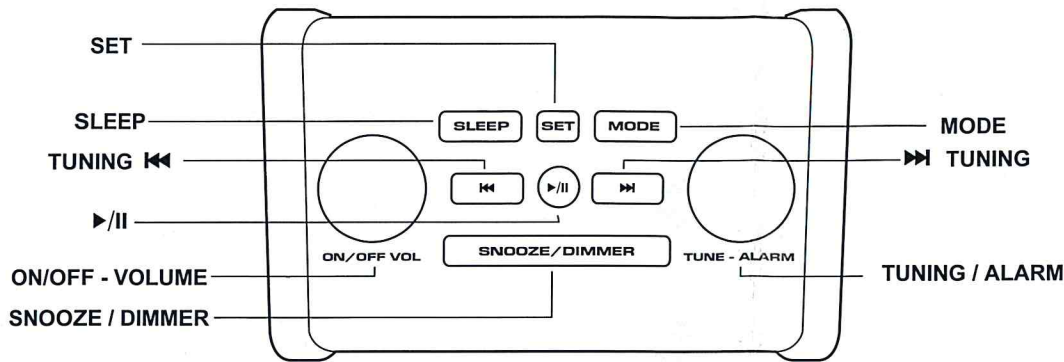 SET
SLEEP
SLEEP SET MODE
MODE
TUNING ⏮
⏭ TUNING
⏮ ▶/II ⏭
▶/II
SNOOZE/DIMMER
ON/OFF VOL
TUNE - ALARM
ON/OFF - VOLUME
TUNING / ALARM
SNOOZE / DIMMER